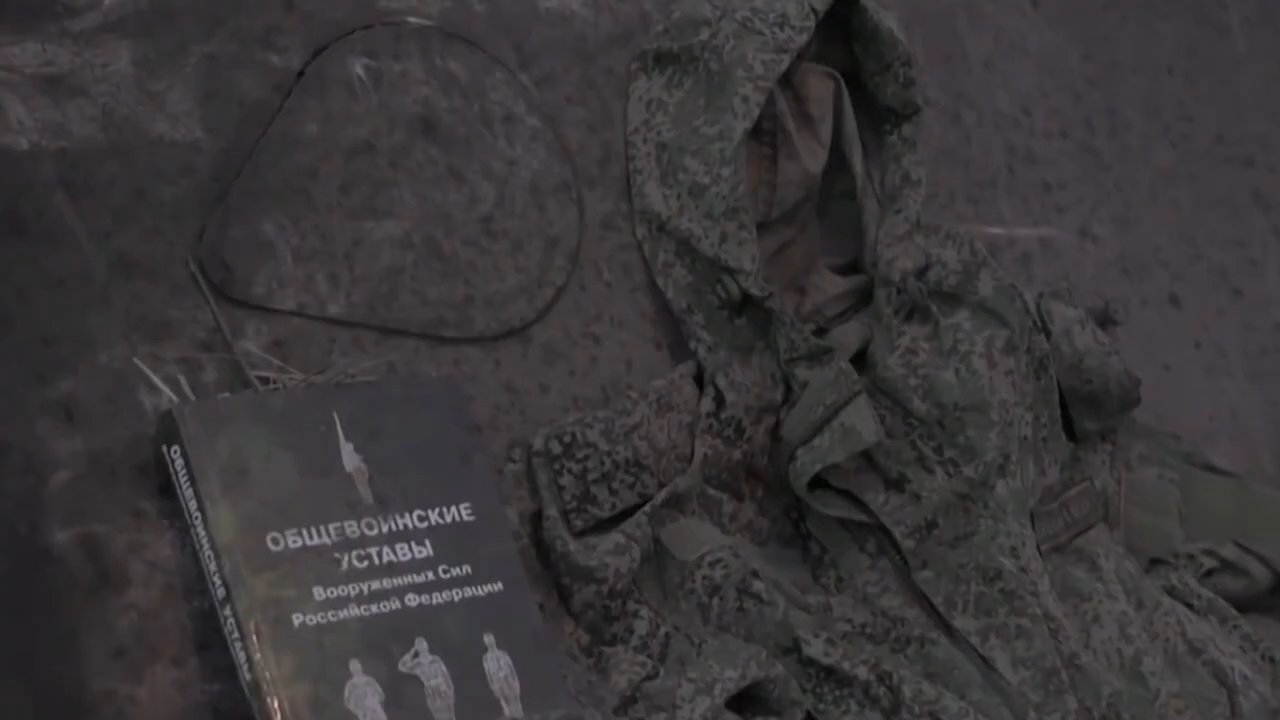 ОБЩЕВОИНСКИЕ
УСТАВЫ
Вооруженных Сил
Российской Федерации
ОБЩЕВОИНСКИЕ УСТАВЫ